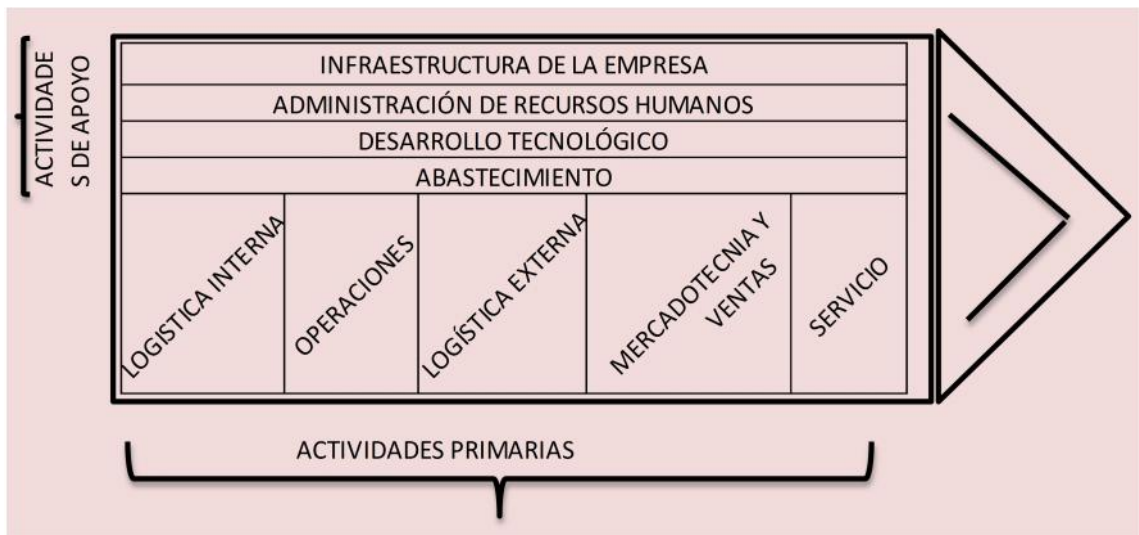 ACTIVIDADE
S DE APOYO
INFRAESTRUCTURA DE LA EMPRESA
ADMINISTRACIÓN DE RECURSOS HUMANOS
DESARROLLO TECNOLÓGICO
ABASTECIMIENTO
LOGISTICA INTERNA
OPERACIONES
LOGÍSTICA EXTERNA
MERCADOTECNIA Y
VENTAS
SERVICIO
ACTIVIDADES PRIMARIAS